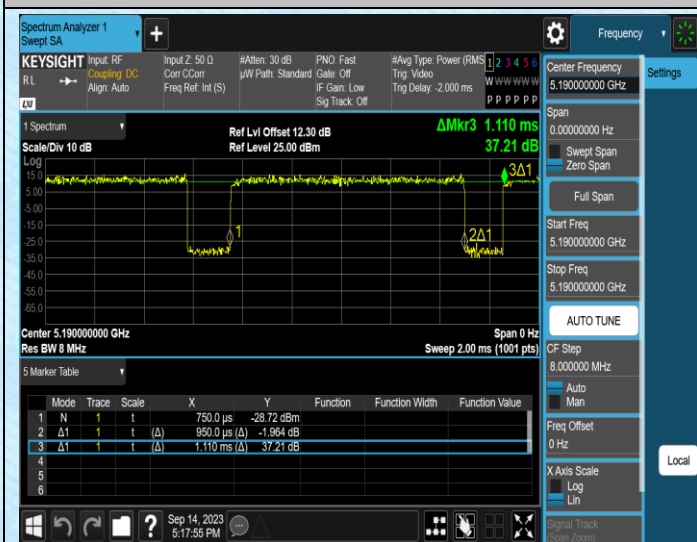 Spectrum Analyzer 1
Swept SA
Frequency
KEYSIGHT
RL
LXI
Input: RF
Coupling: DC
Align: Auto
Input Z: 50 Ω
Corr CCorr
Freq Ref: Int (S)
#Atten: 30 dB
µW Path: Standard
PNO: Fast
Gate: Off
IF Gain: Low
Sig Track: Off
#Avg Type: Power (RMS
Trig: Video
Trig Delay: -2.000 ms
1 2 3 4 5 6
W W W W W W
P P P P P P
Center Frequency
5.190000000 GHz
Settings
Span
0.00000000 Hz
Swept Span
Zero Span
Full Span
Start Freq
5.190000000 GHz
Stop Freq
5.190000000 GHz
AUTO TUNE
CF Step
8.000000 MHz
Auto
Man
Freq Offset
0 Hz
X Axis Scale
Log
Lin
Signal Track
(Span Zoom)
Local
1 Spectrum
Scale/Div 10 dB
Ref Lvl Offset 12.30 dB
Ref Level 25.00 dBm
ΔMkr3 1.110 ms
37.21 dB
Log
15.0
5.00
-5.00
-15.0
-25.0
-35.0
-45.0
-55.0
-65.0
1
2Δ1
3Δ1
Center 5.190000000 GHz
Res BW 8 MHz
Span 0 Hz
Sweep 2.00 ms (1001 pts)
5 Marker Table
Mode Trace Scale X Y Function Function Width Function Value
1 N 1 t 750.0 µs -28.72 dBm
2 Δ1 1 t (Δ) 950.0 µs (Δ) -1.964 dB
3 Δ1 1 t (Δ) 1.110 ms (Δ) 37.21 dB
4
5
6
?
Sep 14, 2023
5:17:55 PM